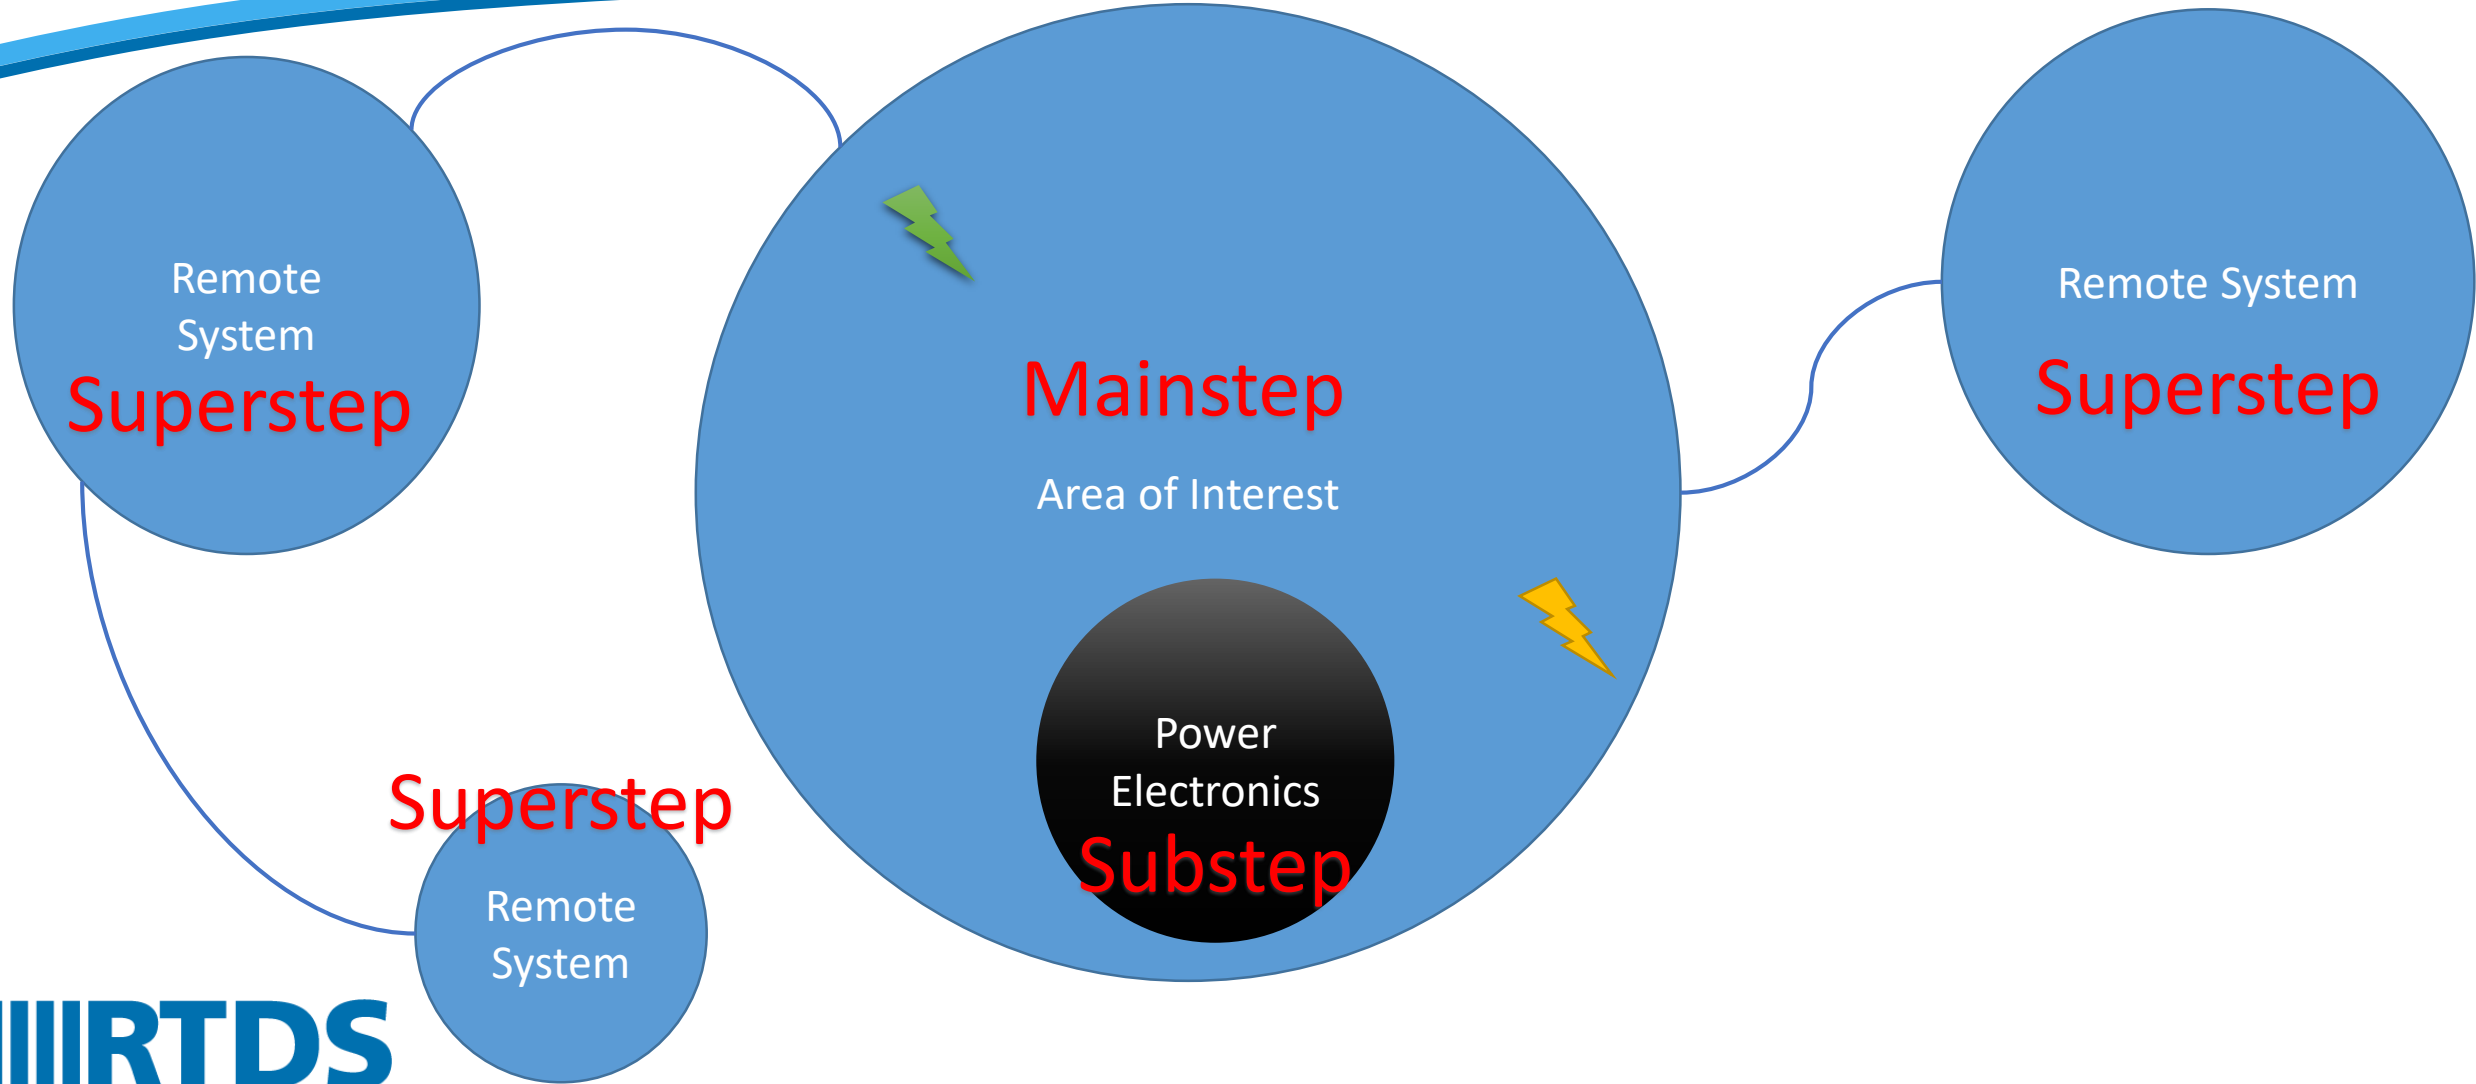 Remote
System
Superstep
Mainstep
Area of Interest
Remote System
Superstep
Power
Electronics
Substep
Superstep
Remote
System
RTDS